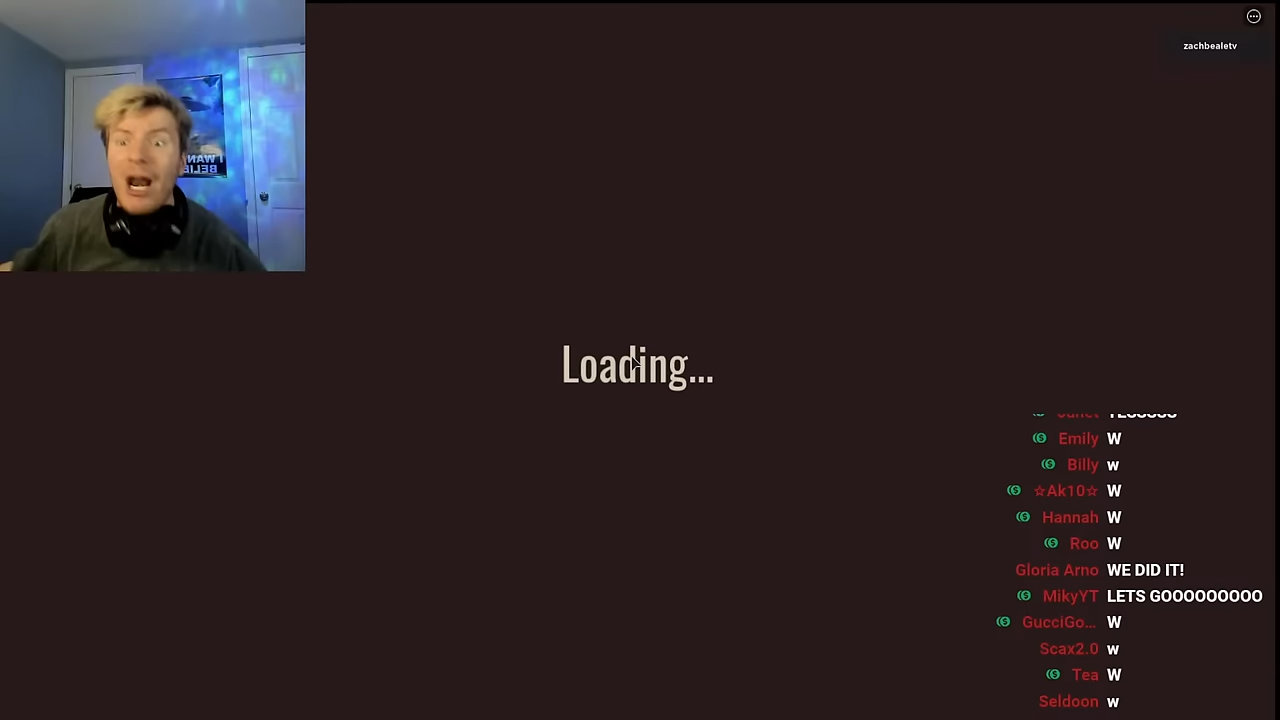 zachbealetv
Loading...
Emily W
Billy w
☆Ak10☆ W
Hannah W
Roo W
Gloria Arno WE DID IT!
MikyYT LETS GOOOOOOOOO
GucciGo... W
Scax2.0 w
Tea W
Seldoon w